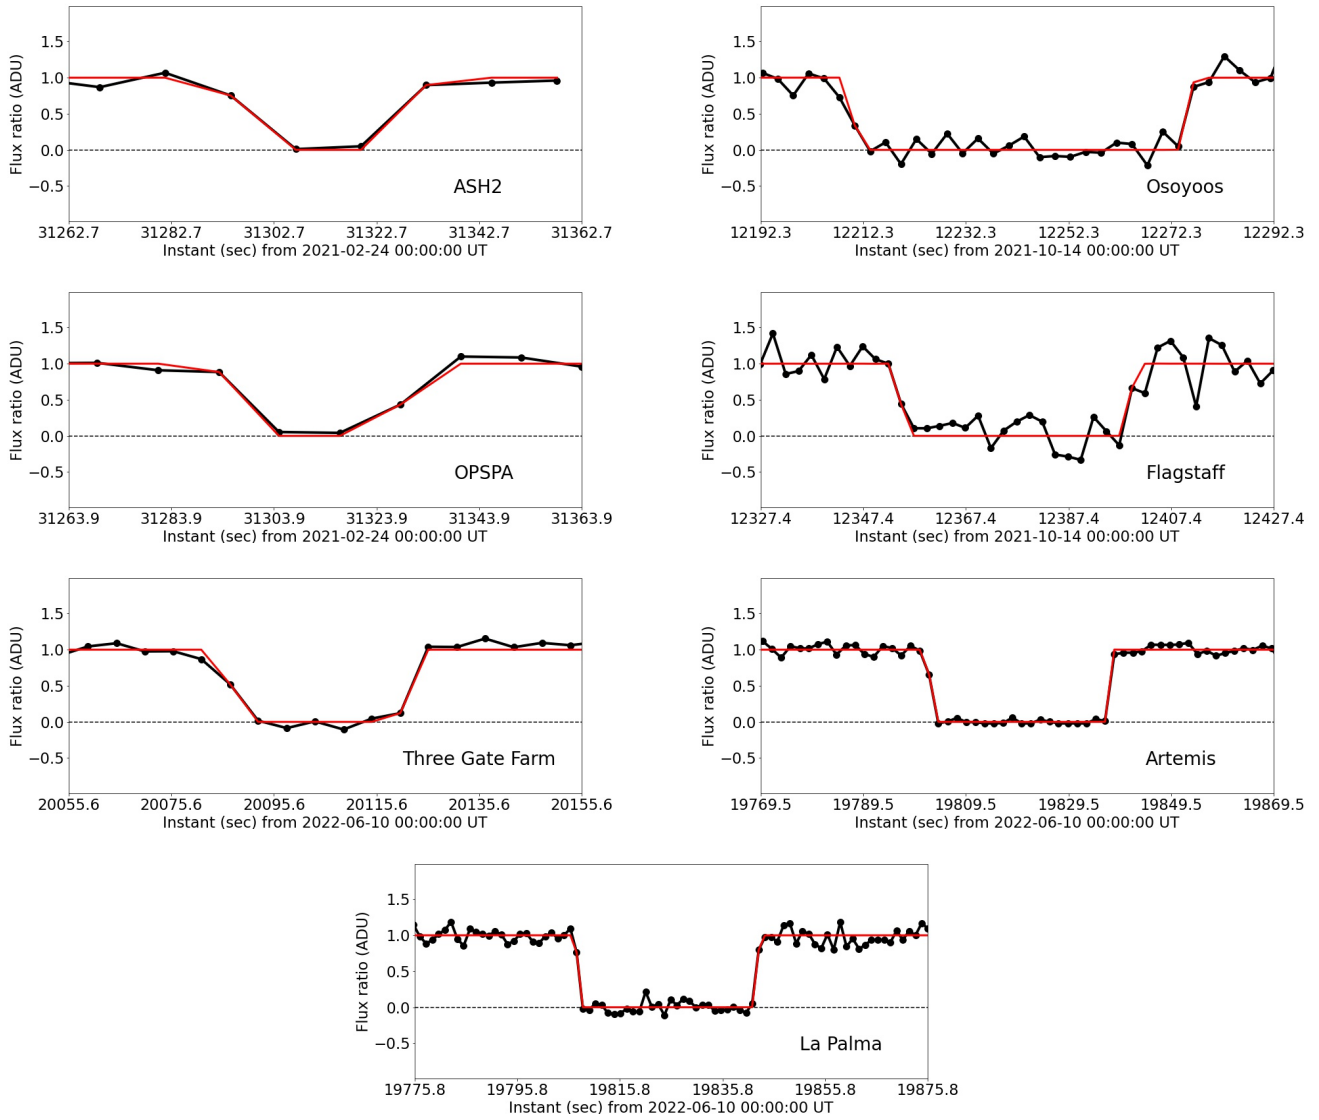 1.5
1.0
0.5
0.0
−0.5
Flux ratio (ADU)
ASH2
31262.7 31282.7 31302.7 31322.7 31342.7 31362.7
Instant (sec) from 2021-02-24 00:00:00 UT
1.5
1.0
0.5
0.0
−0.5
Flux ratio (ADU)
Osoyoos
12192.3 12212.3 12232.3 12252.3 12272.3 12292.3
Instant (sec) from 2021-10-14 00:00:00 UT
1.5
1.0
0.5
0.0
−0.5
Flux ratio (ADU)
OPSPA
31263.9 31283.9 31303.9 31323.9 31343.9 31363.9
Instant (sec) from 2021-02-24 00:00:00 UT
1.5
1.0
0.5
0.0
−0.5
Flux ratio (ADU)
Flagstaff
12327.4 12347.4 12367.4 12387.4 12407.4 12427.4
Instant (sec) from 2021-10-14 00:00:00 UT
1.5
1.0
0.5
0.0
−0.5
Flux ratio (ADU)
Three Gate Farm
20055.6 20075.6 20095.6 20115.6 20135.6 20155.6
Instant (sec) from 2022-06-10 00:00:00 UT
1.5
1.0
0.5
0.0
−0.5
Flux ratio (ADU)
Artemis
19769.5 19789.5 19809.5 19829.5 19849.5 19869.5
Instant (sec) from 2022-06-10 00:00:00 UT
1.5
1.0
0.5
0.0
−0.5
Flux ratio (ADU)
La Palma
19775.8 19795.8 19815.8 19835.8 19855.8 19875.8
Instant (sec) from 2022-06-10 00:00:00 UT